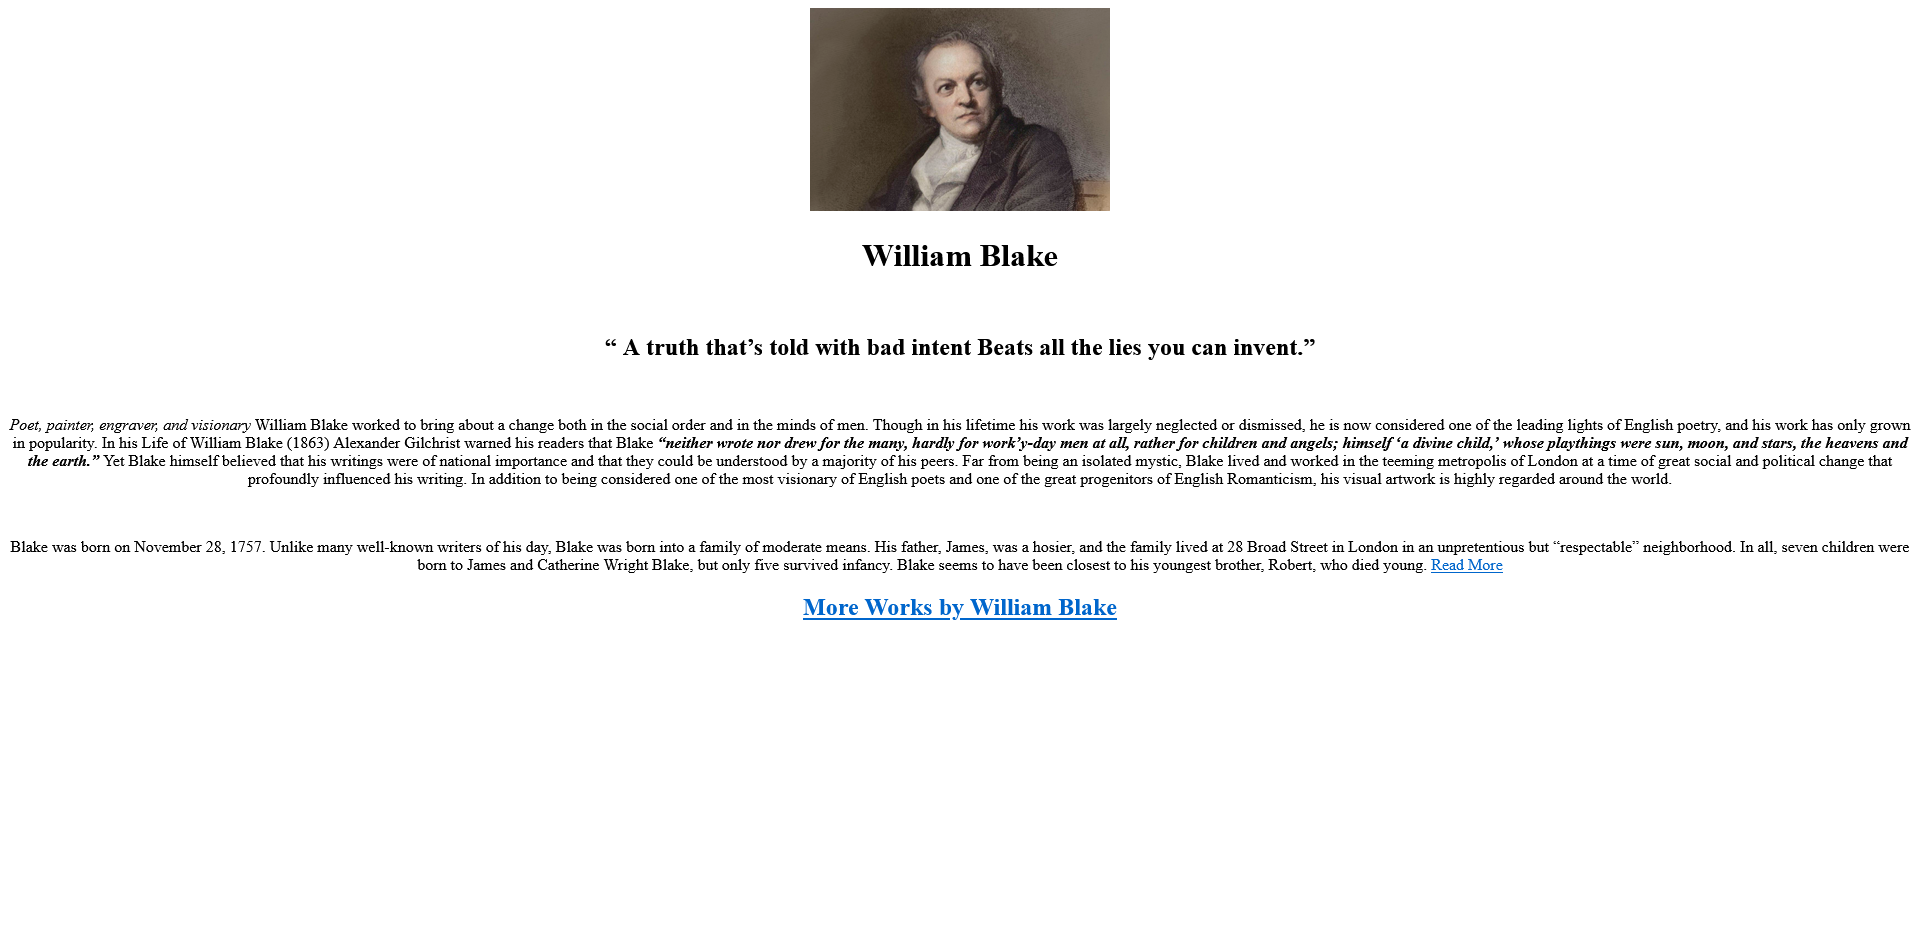 William Blake
“ A truth that’s told with bad intent Beats all the lies you can invent.”
Poet, painter, engraver, and visionary William Blake worked to bring about a change both in the social order and in the minds of men. Though in his lifetime his work was largely neglected or dismissed, he is now considered one of the leading lights of English poetry, and his work has only grown
in popularity. In his Life of William Blake (1863) Alexander Gilchrist warned his readers that Blake “neither wrote nor drew for the many, hardly for work’y-day men at all, rather for children and angels; himself ‘a divine child,’ whose playthings were sun, moon, and stars, the heavens and
the earth.” Yet Blake himself believed that his writings were of national importance and that they could be understood by a majority of his peers. Far from being an isolated mystic, Blake lived and worked in the teeming metropolis of London at a time of great social and political change that
profoundly influenced his writing. In addition to being considered one of the most visionary of English poets and one of the great progenitors of English Romanticism, his visual artwork is highly regarded around the world.
Blake was born on November 28, 1757. Unlike many well-known writers of his day, Blake was born into a family of moderate means. His father, James, was a hosier, and the family lived at 28 Broad Street in London in an unpretentious but “respectable” neighborhood. In all, seven children were
born to James and Catherine Wright Blake, but only five survived infancy. Blake seems to have been closest to his youngest brother, Robert, who died young. Read More
More Works by William Blake